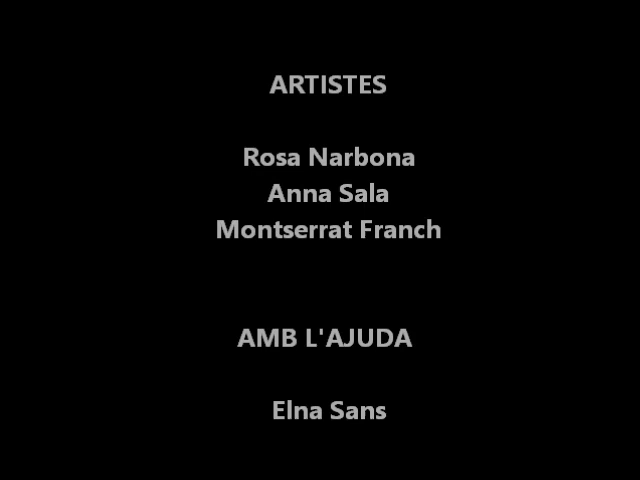 ARTISTES
Rosa Narbona
Anna Sala
Montserrat Franch
AMB L'AJUDA
Elna Sans